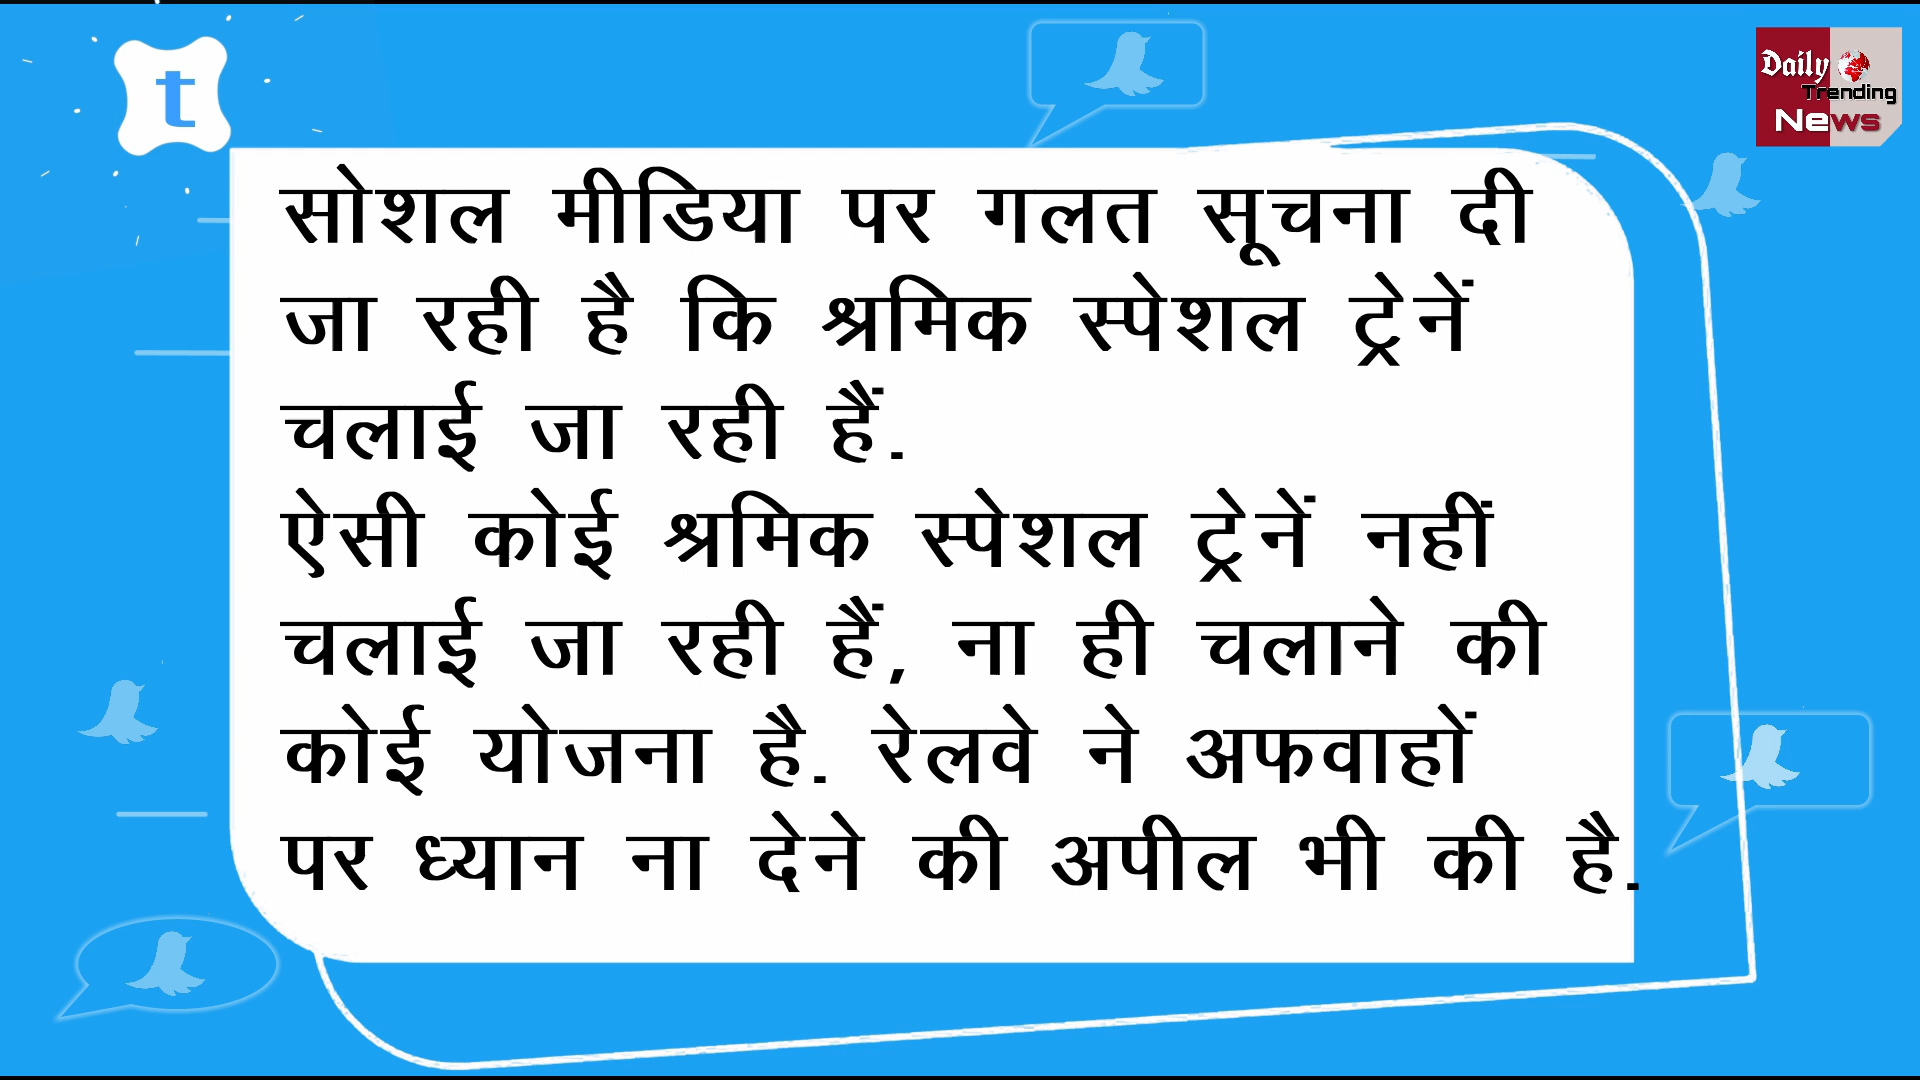 t
Daily
Trending
News
सोशल मीडिया पर गलत सूचना दी
जा रही है कि श्रमिक स्पेशल ट्रेनें
चलाई जा रही हैं.
ऐसी कोई श्रमिक स्पेशल ट्रेनें नहीं
चलाई जा रही हैं, ना ही चलाने की
कोई योजना है. रेलवे ने अफवाहों
पर ध्यान ना देने की अपील भी की है.